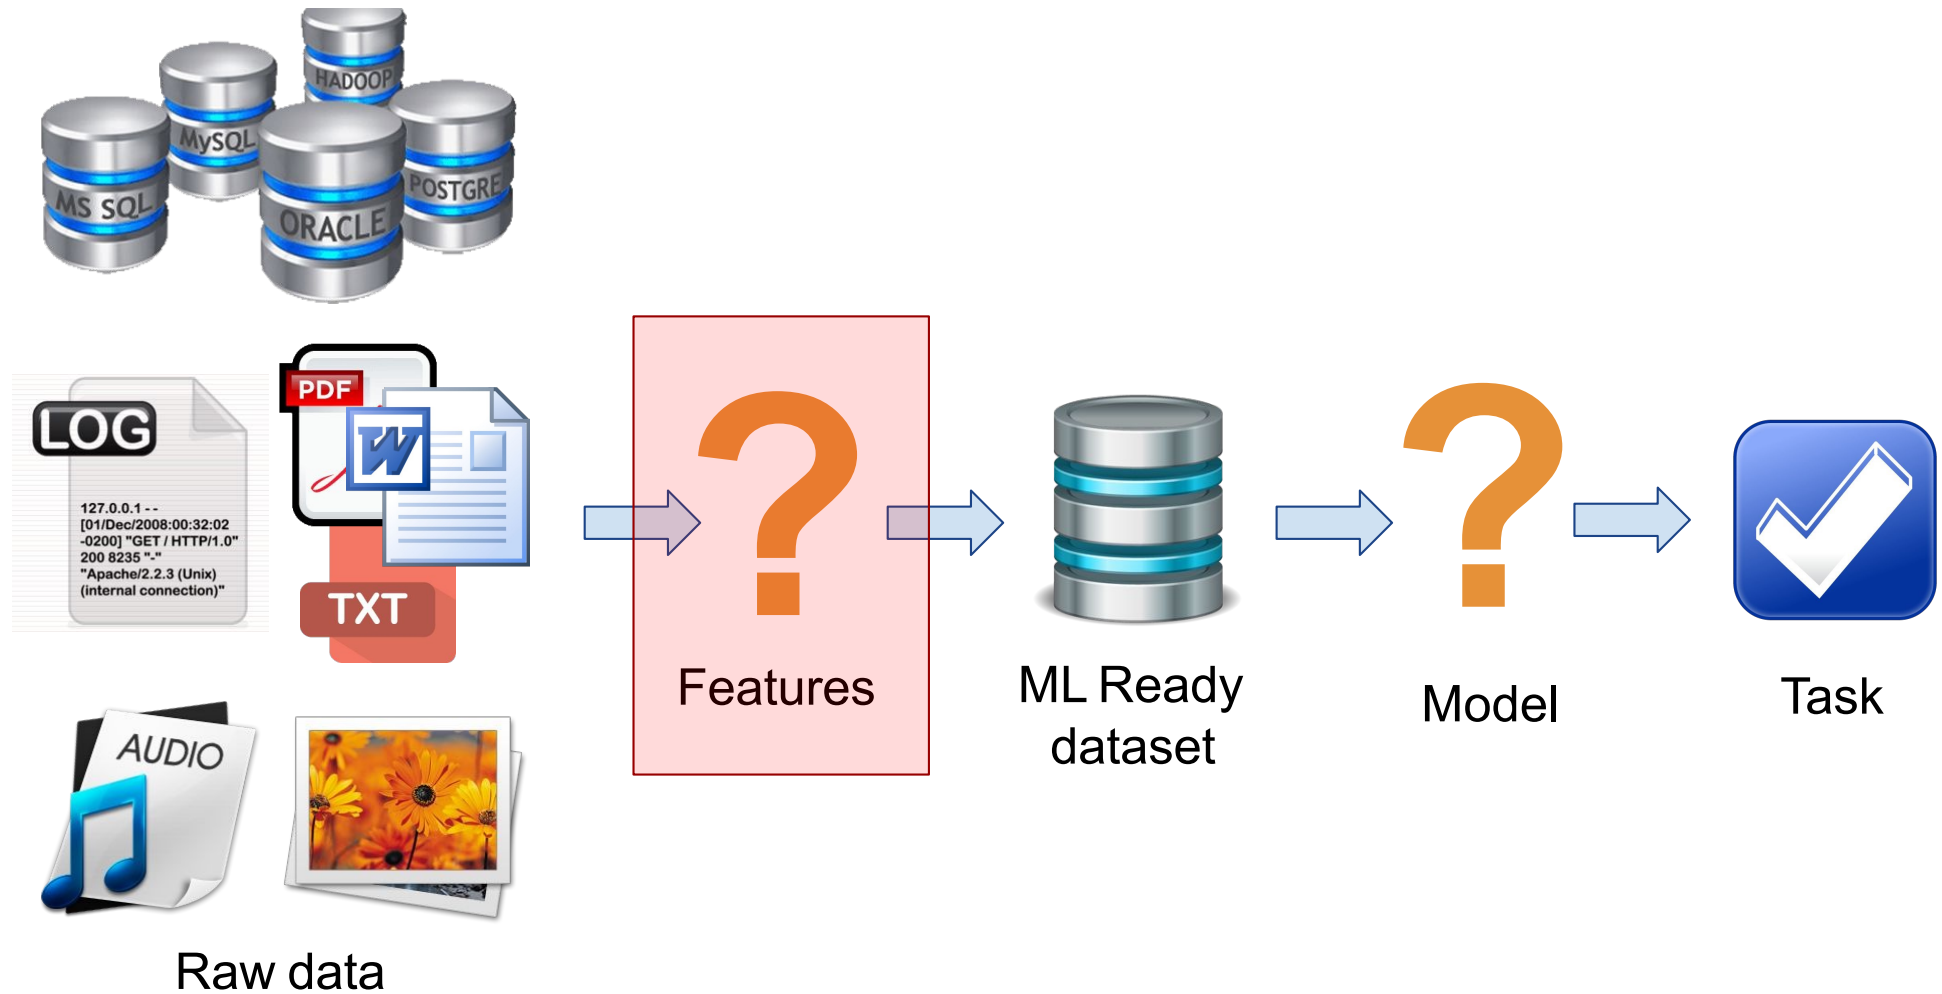 HADOOP
MySQL
MS SQL
POSTGRE
ORACLE
LOG
127.0.0.1 - -
[01/Dec/2008:00:32:02
-0200] "GET / HTTP/1.0"
200 8235 "-"
"Apache/2.2.3 (Unix)
(internal connection)"
PDF
W
TXT
AUDIO
Raw data
?
Features
ML Ready
dataset
?
Model
Task